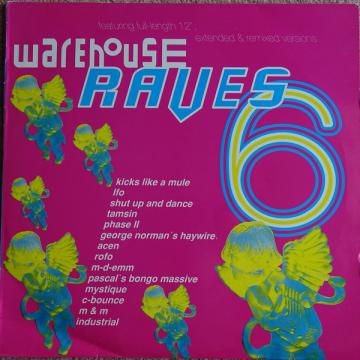 featuring full-length 12",
extended & remixed versions
warehouse
raves
6
kicks like a mule
lfo
shut up and dance
tamsin
phase II
george norman's haywire.
acen
rofo
m-d-emm
pascal's bongo massive
mystique
c-bounce
m & m
industrial